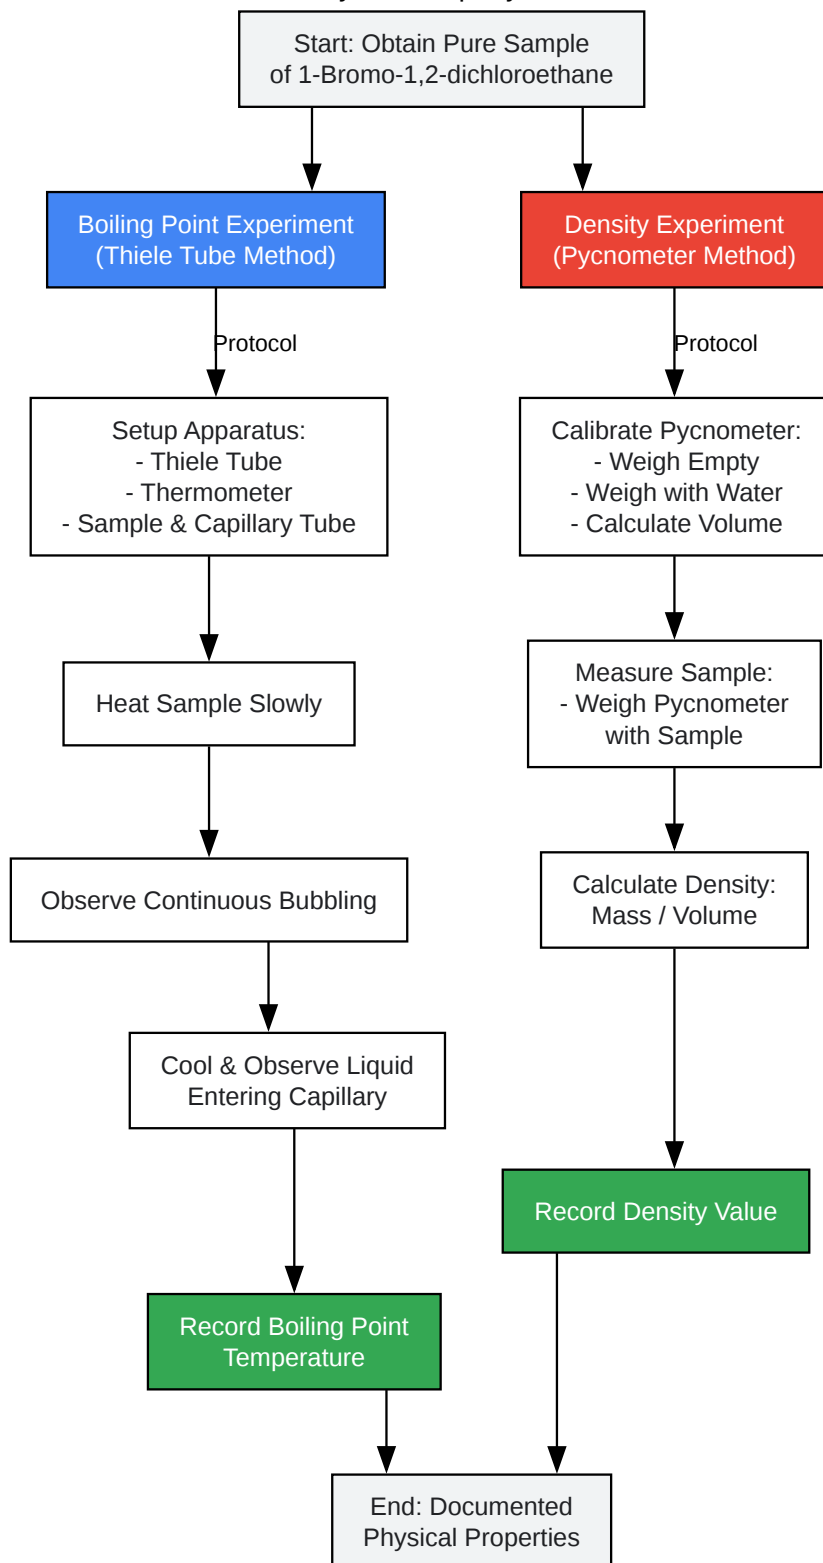 Start: Obtain Pure Sample
of 1-Bromo-1,2-dichloroethane
Boiling Point Experiment
(Thiele Tube Method)
Density Experiment
(Pycnometer Method)
Protocol
Protocol
Setup Apparatus:
- Thiele Tube
- Thermometer
- Sample & Capillary Tube
Calibrate Pycnometer:
- Weigh Empty
- Weigh with Water
- Calculate Volume
Heat Sample Slowly
Measure Sample:
- Weigh Pycnometer
with Sample
Observe Continuous Bubbling
Calculate Density:
Mass / Volume
Cool & Observe Liquid
Entering Capillary
Record Density Value
Record Boiling Point
Temperature
End: Documented
Physical Properties